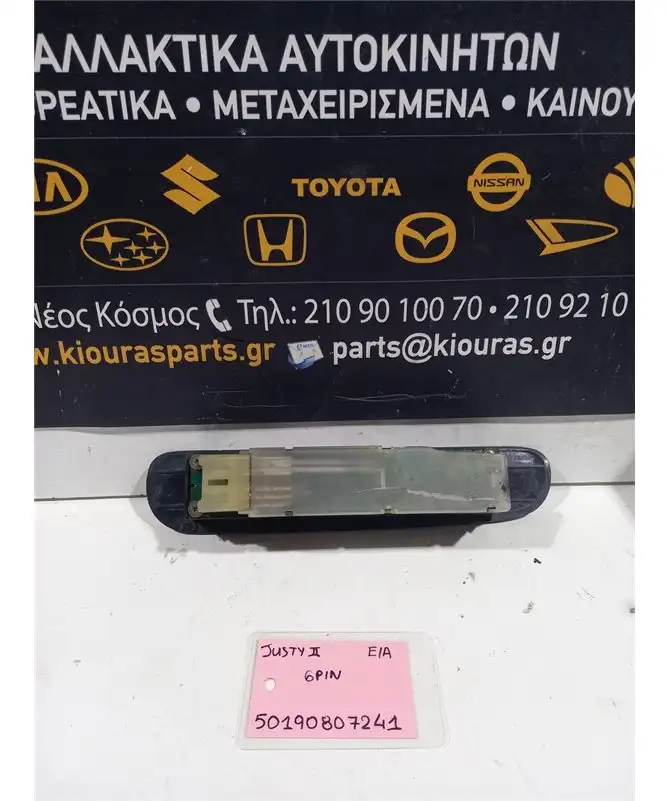 ΑΛΛΑΚΤΙΚΑ ΑΥΤΟΚΙΝΗΤΩΝ
ΡΕΑΤΙΚΑ • ΜΕΤΑΧΕΙΡΙΣΜΕΝΑ • ΚΑΙΝΟΥ
KIA TOYOTA NISSAN
Νέος Κόσμος Τηλ.: 210 90 100 70 • 210 92 10
w.kiourasparts.gr parts@kiouras.gr
JUSTY II E/A
6PIN
50190807241